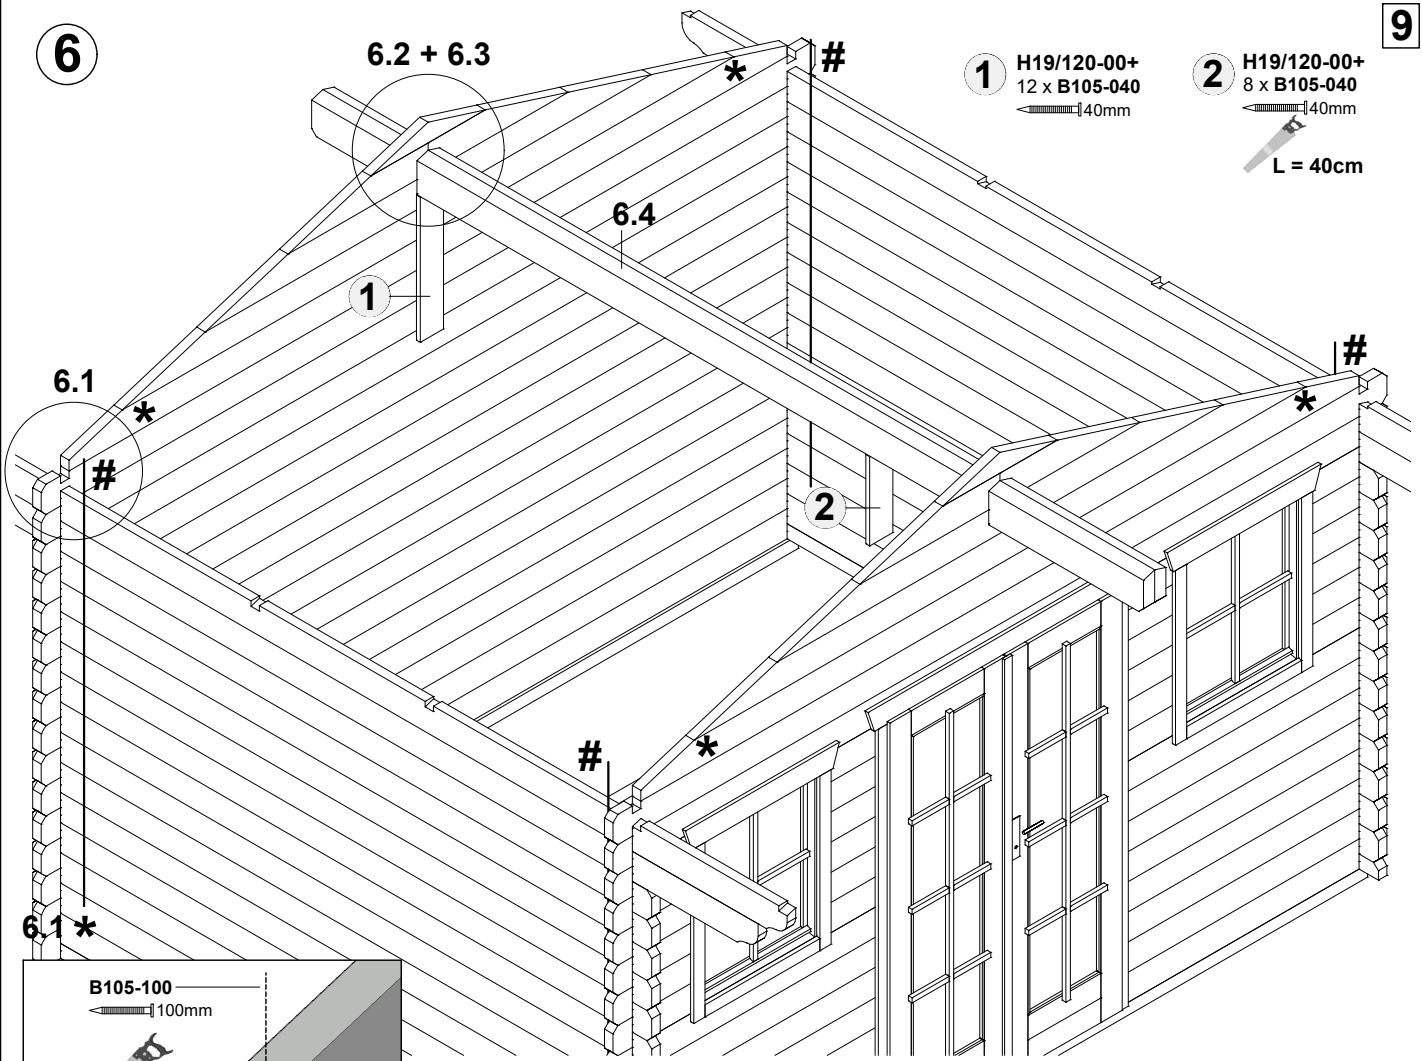 6
9
6.2 + 6.3
*
#
1
H19/120-00+
12 x B105-040
40mm
2
H19/120-00+
8 x B105-040
40mm
L = 40cm
6.4
1
#
6.1
*
*
#
2
*
#
6.1 *
B105-100
100mm